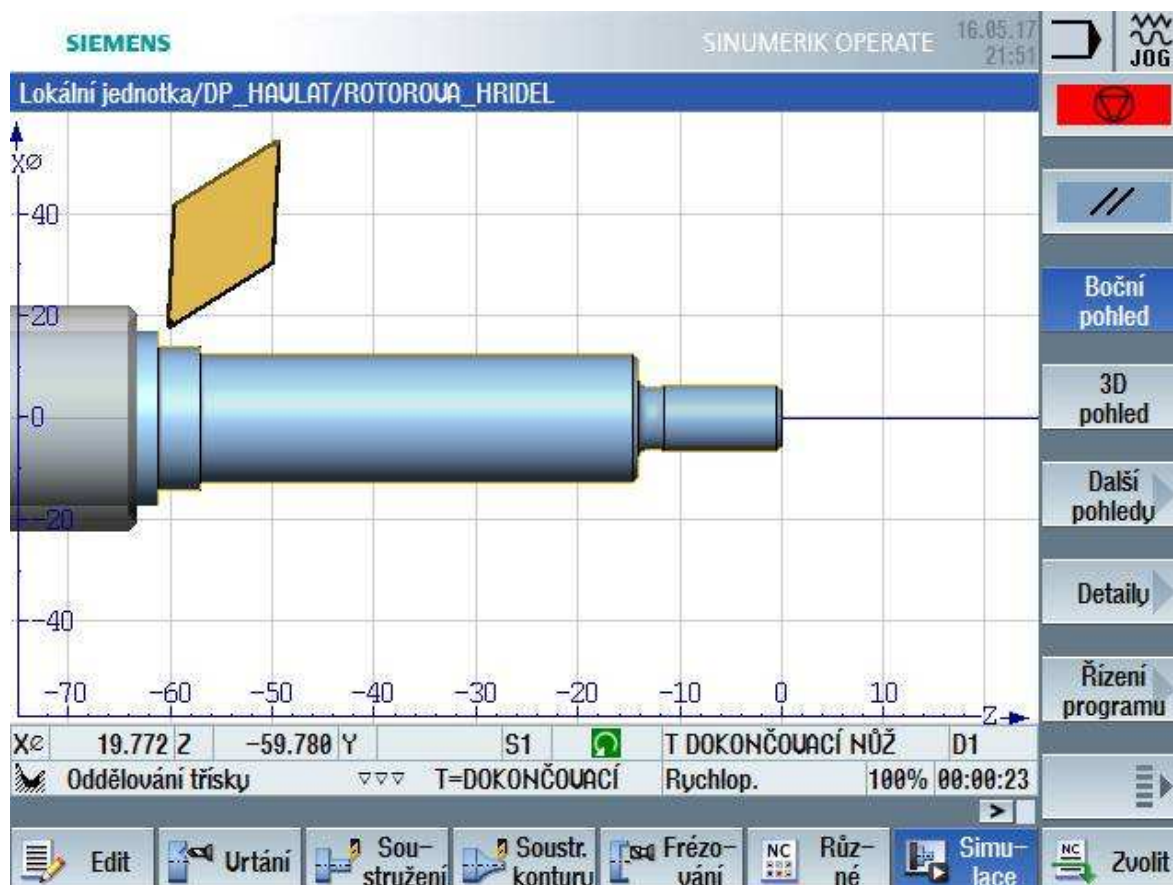 SIEMENS
SINUMERIK OPERATE
16.05.17
21:51
JOG
Lokální jednotka/DP_HAVLAT/ROTOROVA_HRIDEL
XØ
40
20
0
-20
-40
-70 -60 -50 -40 -30 -20 -10 0 10
Z
Boční
pohled
3D
pohled
Další
pohledy
Detaily
Řízení
programu
XØ 19.772 Z -59.780 Y S1 T DOKONČOVACÍ NŮŽ D1
Oddělování třísky ▽▽▽ T=DOKONČOVACÍ Rychlop. 100% 00:00:23
>
Edit
Vrtání
Sou-
stružení
Soustr.
konturu
Frézo-
vání
NC
Růz-
né
Simu-
lace
NC
Zvolit